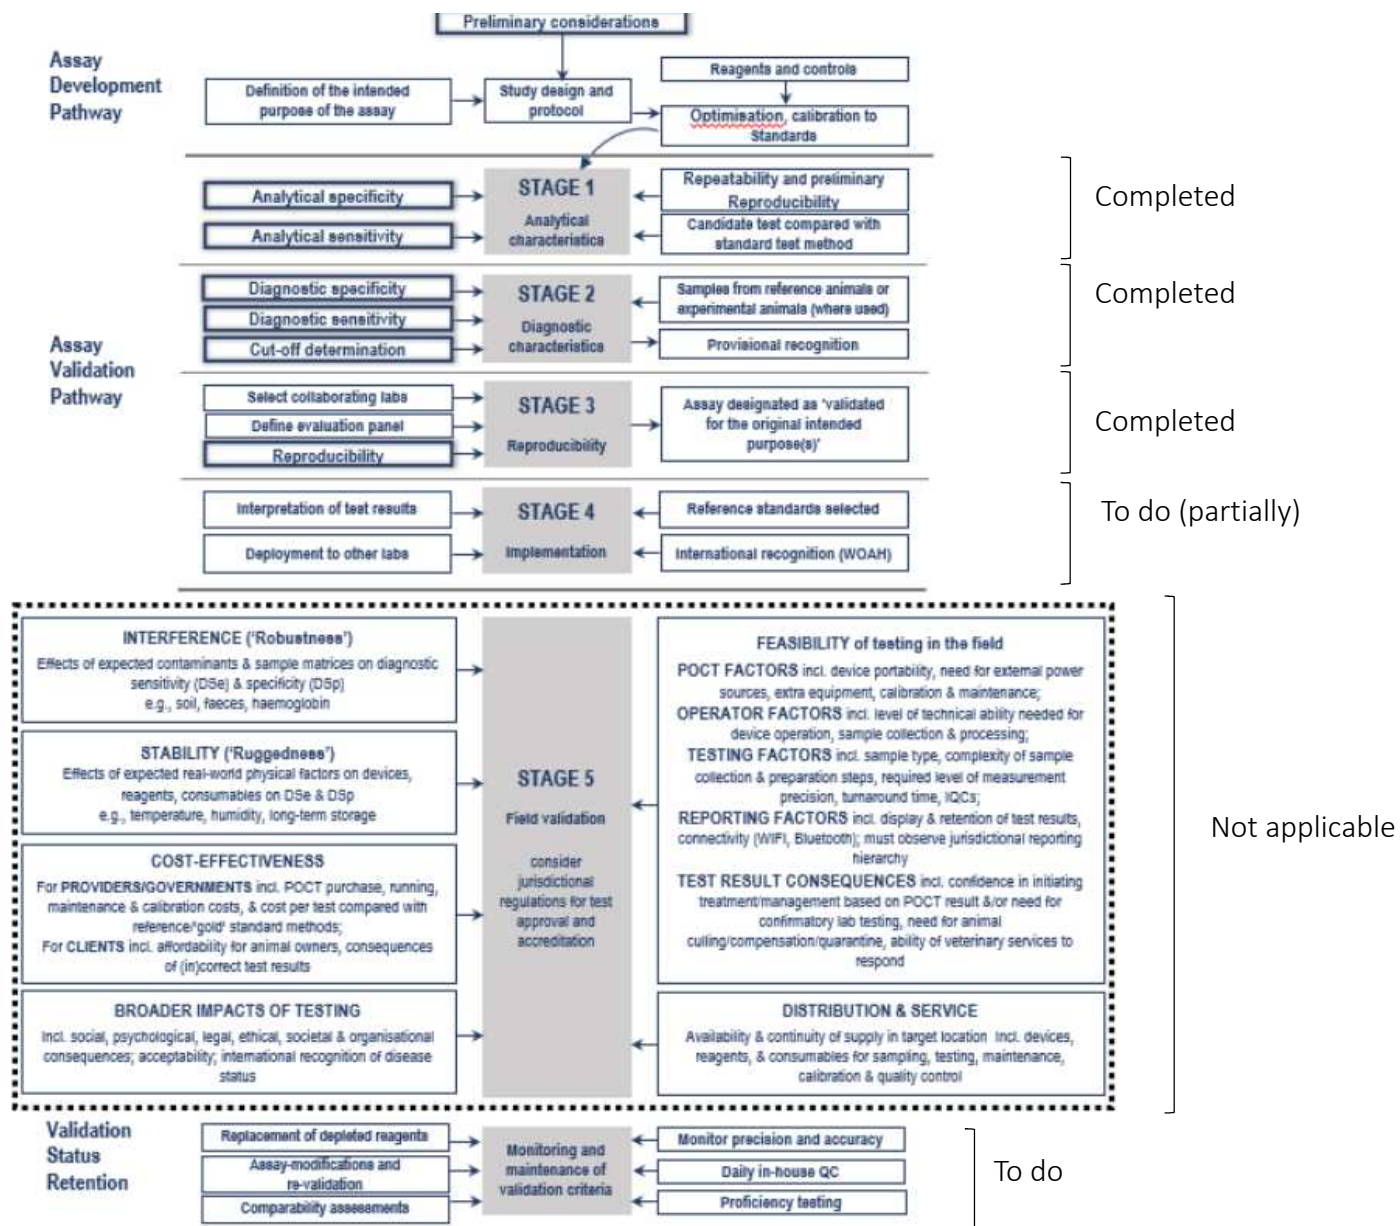 Preliminary considerations
Assay
Development
Pathway
Definition of the intended
purpose of the assay
Study design and
protocol
Reagents and controls
Optimisation, calibration to
Standards
Analytical specificity
Analytical sensitivity
STAGE 1
Analytical
characteristics
Repeatability and preliminary
Reproducibility
Candidate test compared with
standard test method
Completed
Assay
Validation
Pathway
Diagnostic specificity
Diagnostic sensitivity
Cut-off determination
STAGE 2
Diagnostic
characteristics
Samples from reference animals or
experimental animals (where used)
Provisional recognition
Completed
Select collaborating labs
Define evaluation panel
Reproducibility
STAGE 3
Reproducibility
Assay designated as 'validated
for the original intended
purpose(s)'
Completed
Interpretation of test results
Deployment to other labs
STAGE 4
Implementation
Reference standards selected
International recognition (WOAH)
To do (partially)
INTERFERENCE ('Robustness')
Effects of expected contaminants & sample matrices on diagnostic
sensitivity (DSe) & specificity (DSp)
e.g., soil, faeces, haemoglobin
STABILITY ('Ruggedness')
Effects of expected real-world physical factors on devices,
reagents, consumables on DSe & DSp
e.g., temperature, humidity, long-term storage
COST-EFFECTIVENESS
For PROVIDERS/GOVERNMENTS incl. POCT purchase, running,
maintenance & calibration costs, & cost per test compared with
reference/'gold' standard methods;
For CLIENTS incl. affordability for animal owners, consequences
of (in)correct test results
BROADER IMPACTS OF TESTING
Incl. social, psychological, legal, ethical, societal & organisational
consequences; acceptability; international recognition of disease
status
STAGE 5
Field validation
consider
jurisdictional
regulations for test
approval and
accreditation
FEASIBILITY of testing in the field
POCT FACTORS incl. device portability, need for external power
sources, extra equipment, calibration & maintenance;
OPERATOR FACTORS incl. level of technical ability needed for
device operation, sample collection & processing;
TESTING FACTORS incl. sample type, complexity of sample
collection & preparation steps, required level of measurement
precision, turnaround time, IQCs;
REPORTING FACTORS incl. display & retention of test results,
connectivity (WIFI, Bluetooth); must observe jurisdictional reporting
hierarchy
TEST RESULT CONSEQUENCES incl. confidence in initiating
treatment/management based on POCT result &/or need for
confirmatory lab testing, need for animal
culling/compensation/quarantine, ability of veterinary services to
respond
DISTRIBUTION & SERVICE
Availability & continuity of supply in target location Incl. devices,
reagents, & consumables for sampling, testing, maintenance,
calibration & quality control
Not applicable
Validation
Status
Retention
Replacement of depleted reagents
Assay-modifications and
re-validation
Comparability assessments
Monitoring and
maintenance of
validation criteria
Monitor precision and accuracy
Daily in-house QC
Proficiency testing
To do